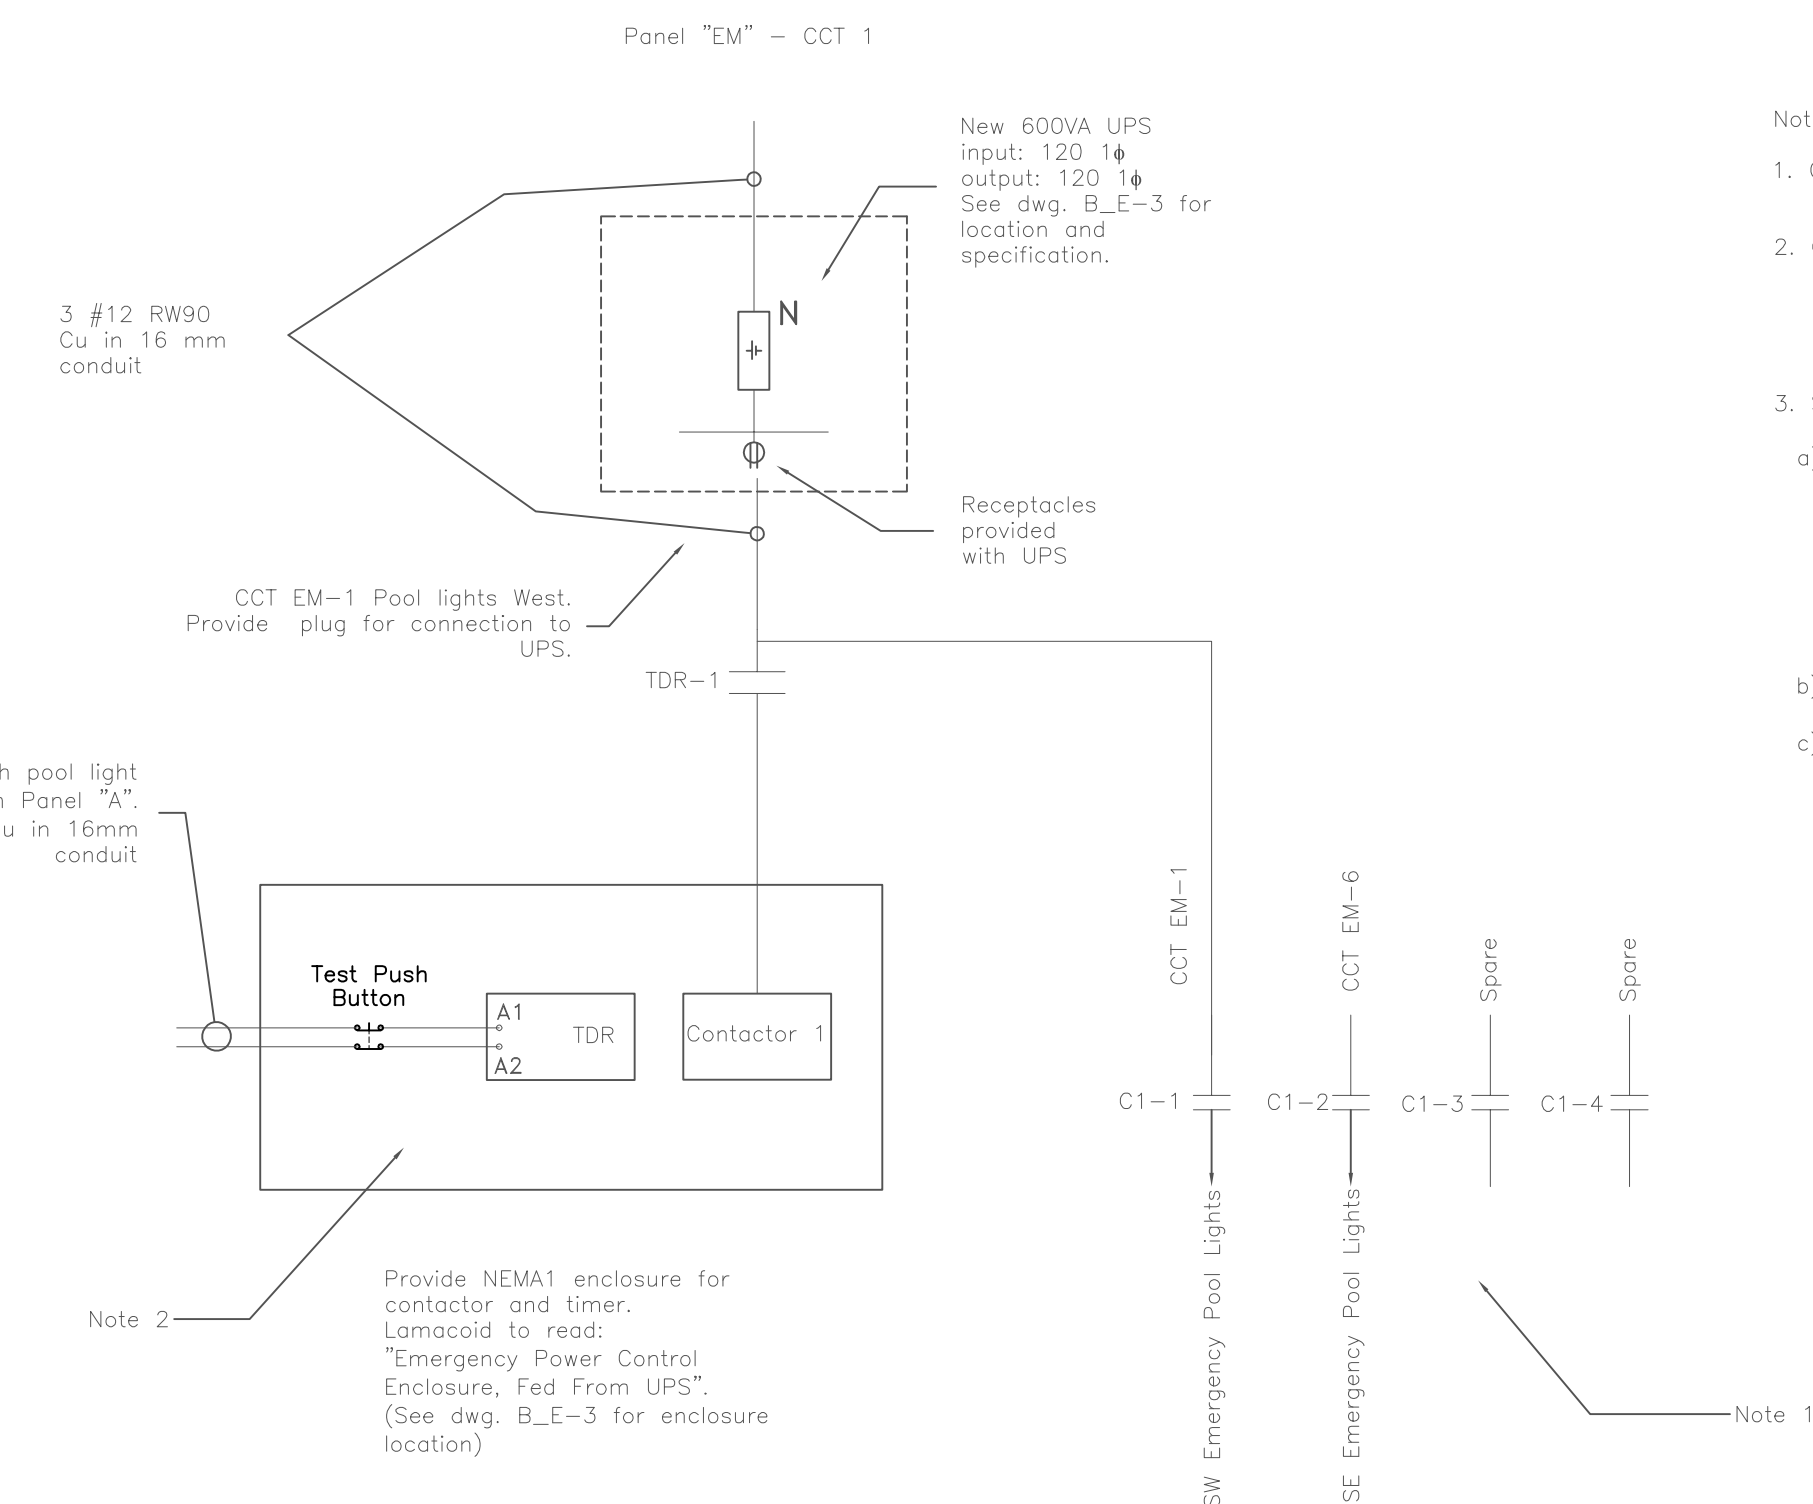 Panel "EM" - CCT 1
New 600VA UPS
input: 120 1ϕ
output: 120 1ϕ
See dwg. B_E-3 for
location and
specification.
3 #12 RW90
Cu in 16 mm
conduit
N
Receptacles
provided
with UPS
CCT EM-1 Pool lights West.
Provide plug for connection to
UPS.
TDR-1
pool light
Panel "A".
in 16mm
conduit
Test Push
Button
A1
TDR
A2
Contactor 1
CCT EM-1
CCT EM-6
Spare
Spare
C1-1
C1-2
C1-3
C1-4
SW Emergency Pool Lights
SE Emergency Pool Lights
Note 2
Provide NEMA1 enclosure for
contactor and timer.
Lamacoid to read:
"Emergency Power Control
Enclosure, Fed From UPS".
(See dwg. B_E-3 for enclosure
location)
Note 1
1.
2.
3.
a)
b)
c)